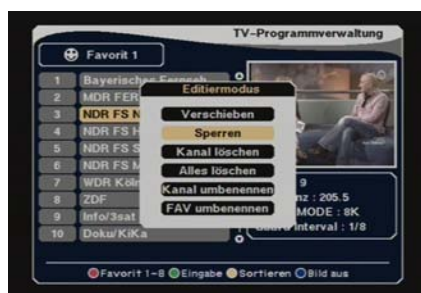 TV-Programmverwaltung
Favorit 1
1 Bayerisches Fernseh
2 MDR FER
3 NDR FS N
4 NDR FS H
5 NDR FS S
6 NDR FS M
7 WDR Köln
8 ZDF
9 Info/3sat
10 Doku/KiKa
Editiermodus
Verschieben
Sperren
Kanal löschen
Alles löschen
Kanal umbenennen
FAV umbenennen
9
nz : 205.5
MODE : 8K
Interval : 1/8
Favorit 1-8 Eingabe Sortieren Bild aus